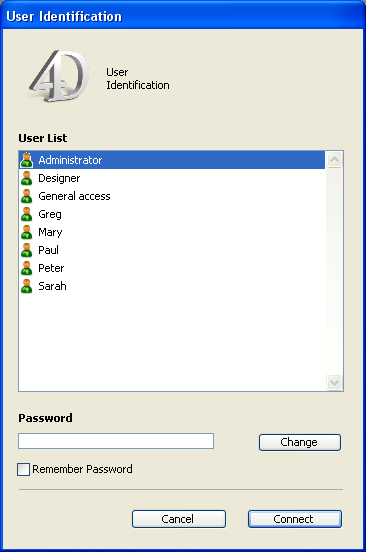 User Identification
4D
User
Identification
User List
Administrator
Designer
General access
Greg
Mary
Paul
Peter
Sarah
Password
Change
Remember Password
Cancel
Connect